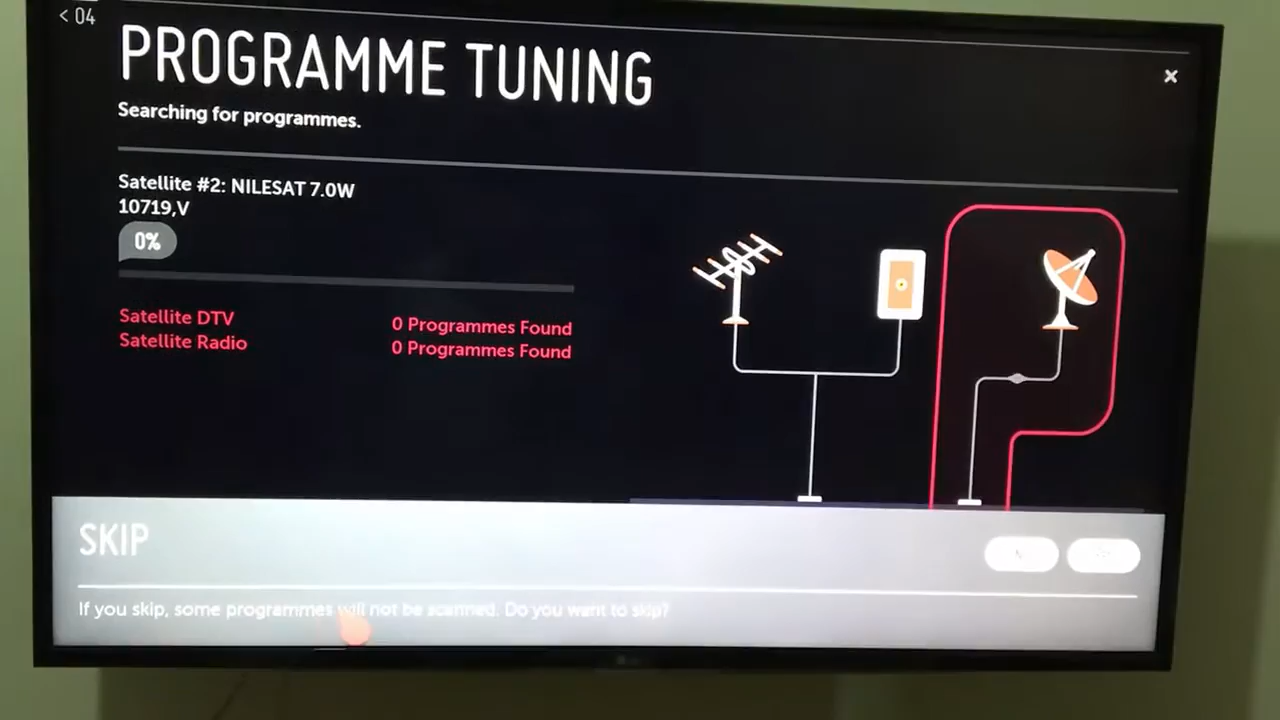 < 04
PROGRAMME TUNING
Searching for programmes.
Satellite #2: NILESAT 7.0W
10719,V
0%
Satellite DTV 0 Programmes Found
Satellite Radio 0 Programmes Found
SKIP
If you skip, some programmes will not be scanned. Do you want to skip?